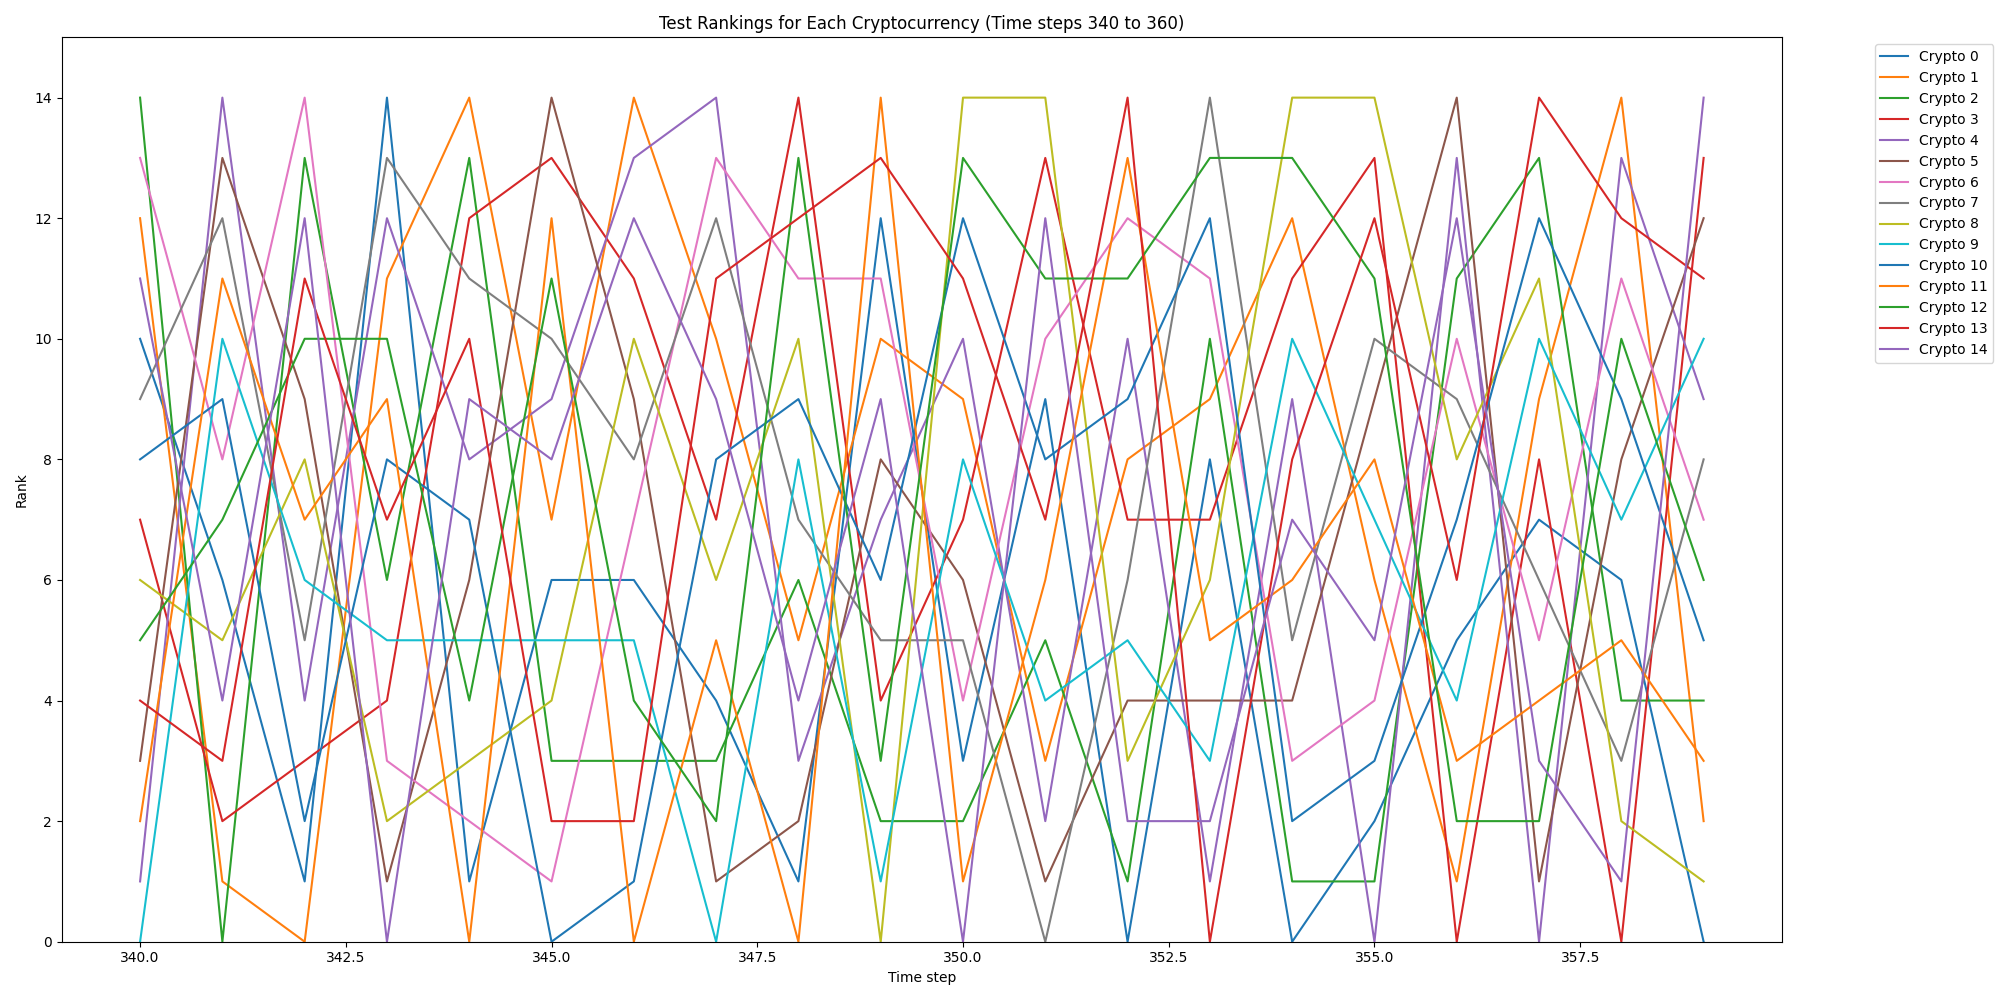 Test Rankings for Each Cryptocurrency (Time steps 340 to 360)
Crypto 0
Crypto 1
Crypto 2
Crypto 3
Crypto 4
Crypto 5
Crypto 6
Crypto 7
Crypto 8
Crypto 9
Crypto 10
Crypto 11
Crypto 12
Crypto 13
Crypto 14
Rank
14
12
10
8
6
4
2
0
340.0 342.5 345.0 347.5 350.0 352.5 355.0 357.5
Time step